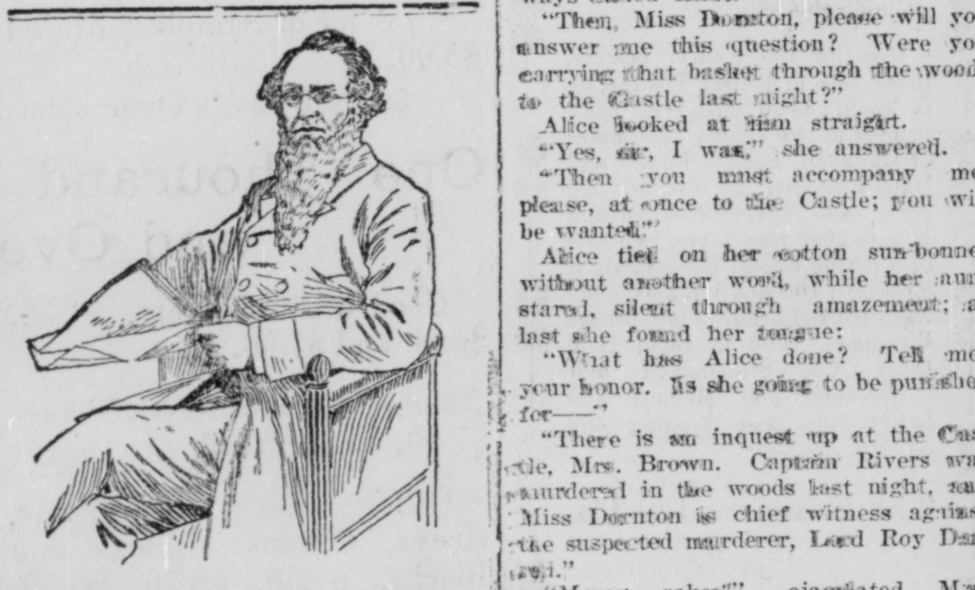 "Then, Miss Dornton, please will yo
answer me this question? Were yo
carrying that basket through the wood
to the Castle last night?"
Alice looked at him straight.
"Yes, sir, I was," she answered.
"Then you must accompany me
please, at once to the Castle; you wi
be wanted."
Alice tied on her cotton sun-bonne
without another word, while her aun
stared, silent through amazement; a
last she found her tongue:
"What has Alice done? Tell me
your honor. Is she going to be punishe
for——"
"There is an inquest up at the Cas
tle, Mrs. Brown. Captain Rivers wa
murdered in the woods last night, an
Miss Dornton is chief witness agains
the suspected murderer, Lord Roy Da
ejaculated Mr
One thousand